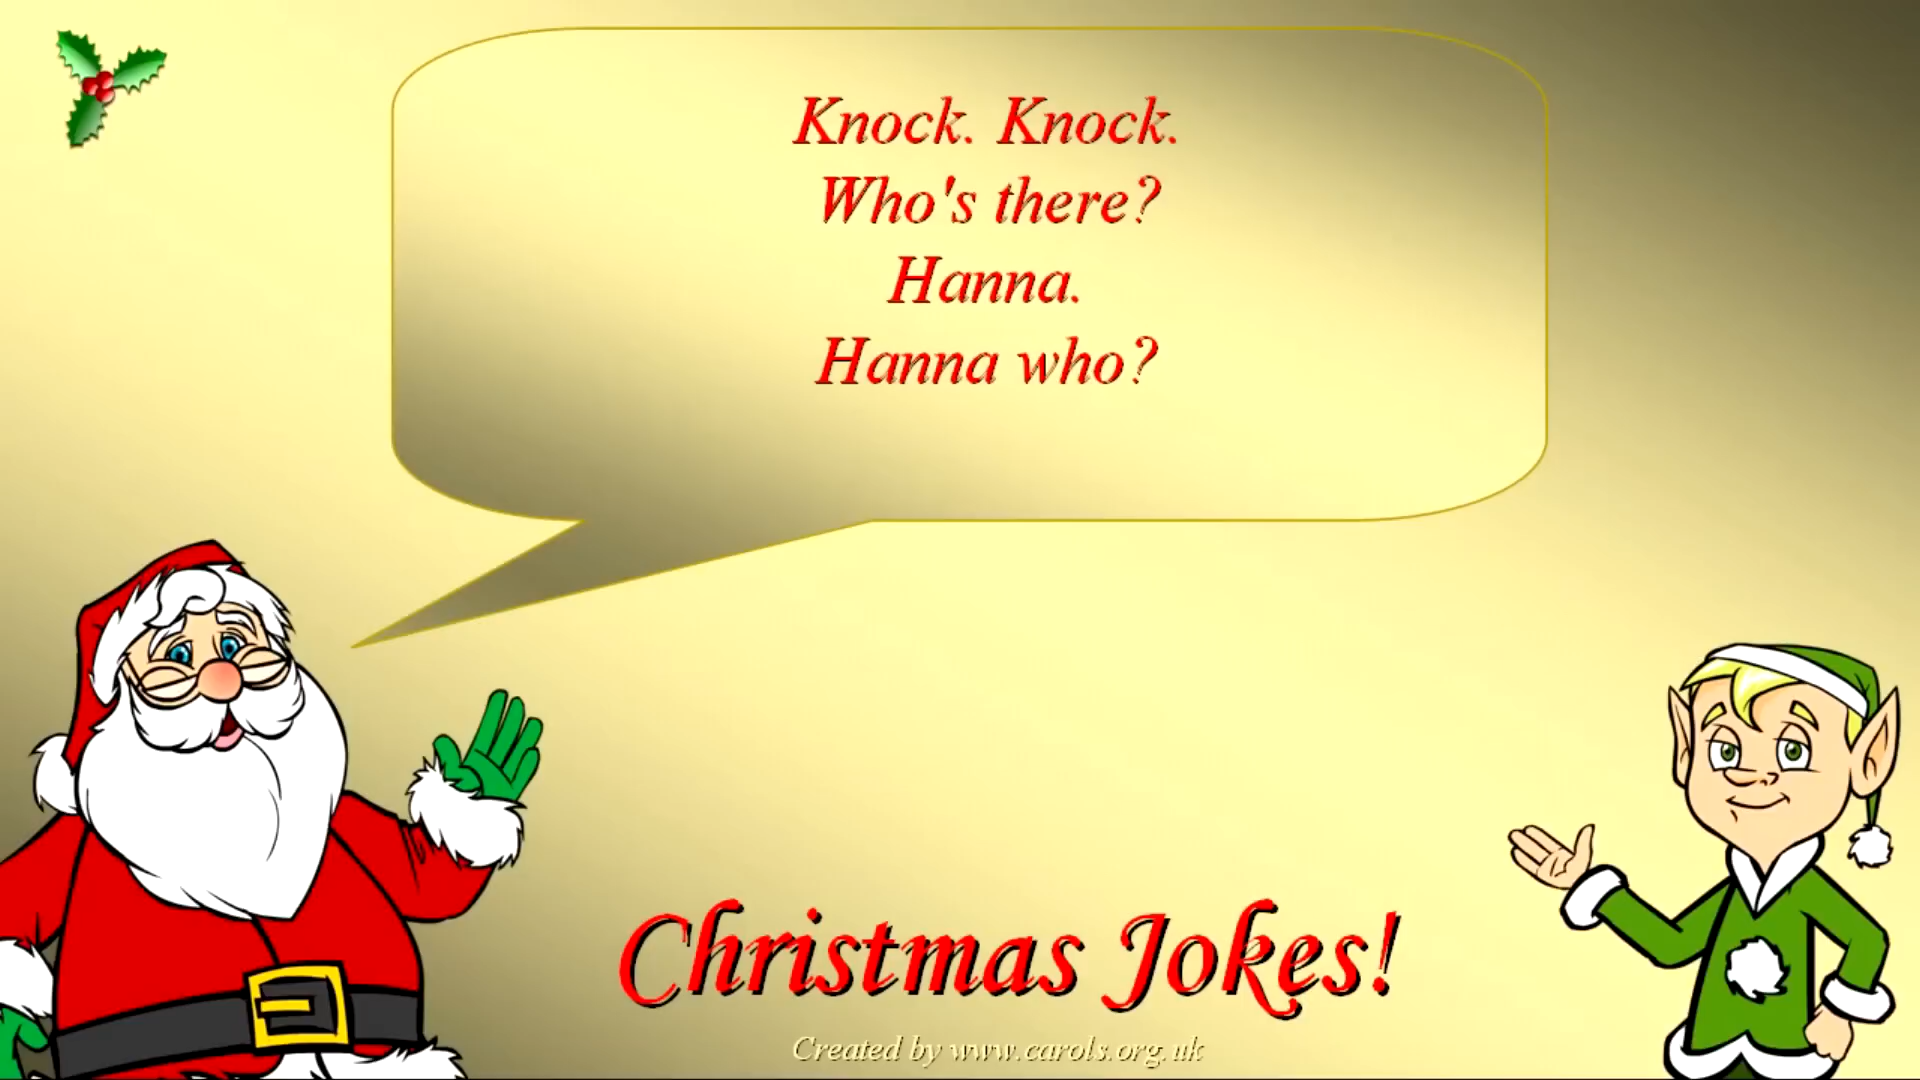 Knock. Knock.
Who's there?
Hanna.
Hanna who?
Christmas Jokes!
Created by www.carols.org.uk